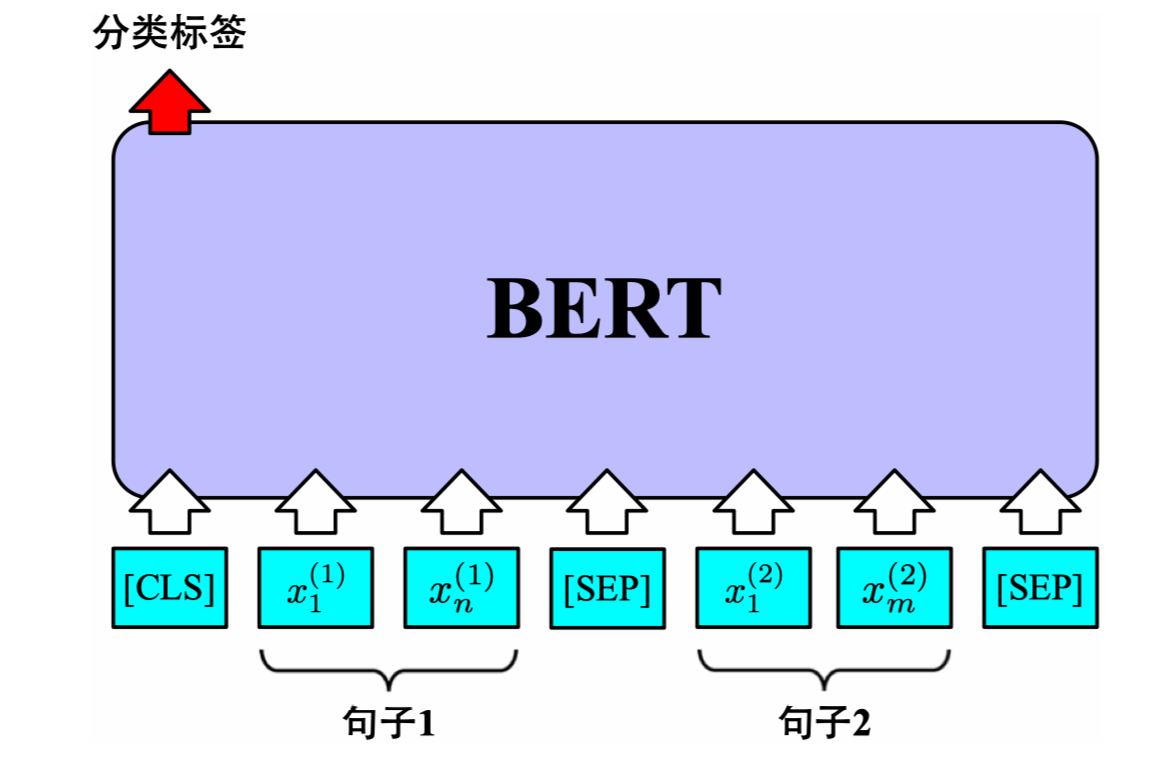 分类标签
BERT
[CLS] x_1^{(1)} x_n^{(1)} [SEP] x_1^{(2)} x_m^{(2)} [SEP]
句子1 句子2